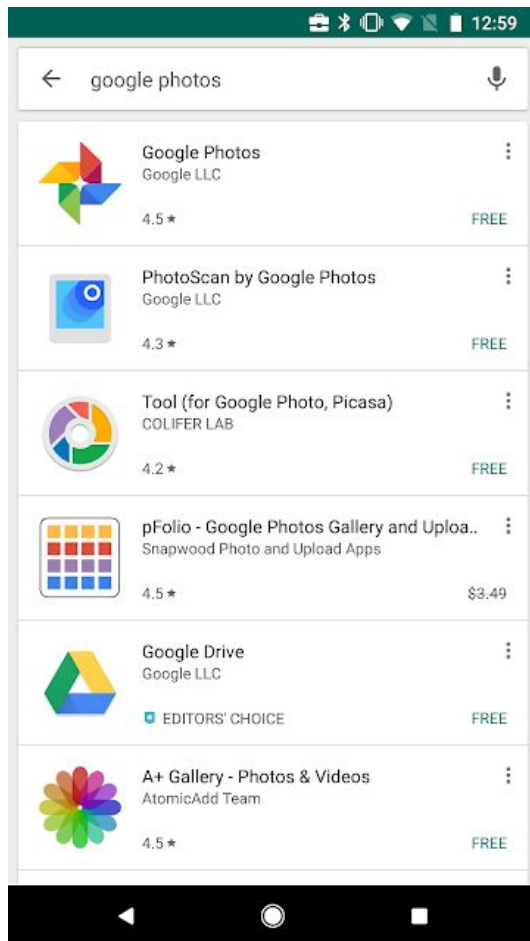 12:59
google photos
Google Photos
Google LLC
4.5★
FREE
PhotoScan by Google Photos
Google LLC
4.3★
FREE
Tool (for Google Photo, Picasa)
COLIFER LAB
4.2★
FREE
pFolio - Google Photos Gallery and Uploa..
Snapwood Photo and Upload Apps
4.5★
$3.49
Google Drive
Google LLC
EDITORS' CHOICE
FREE
A+ Gallery - Photos & Videos
AtomicAdd Team
4.5★
FREE